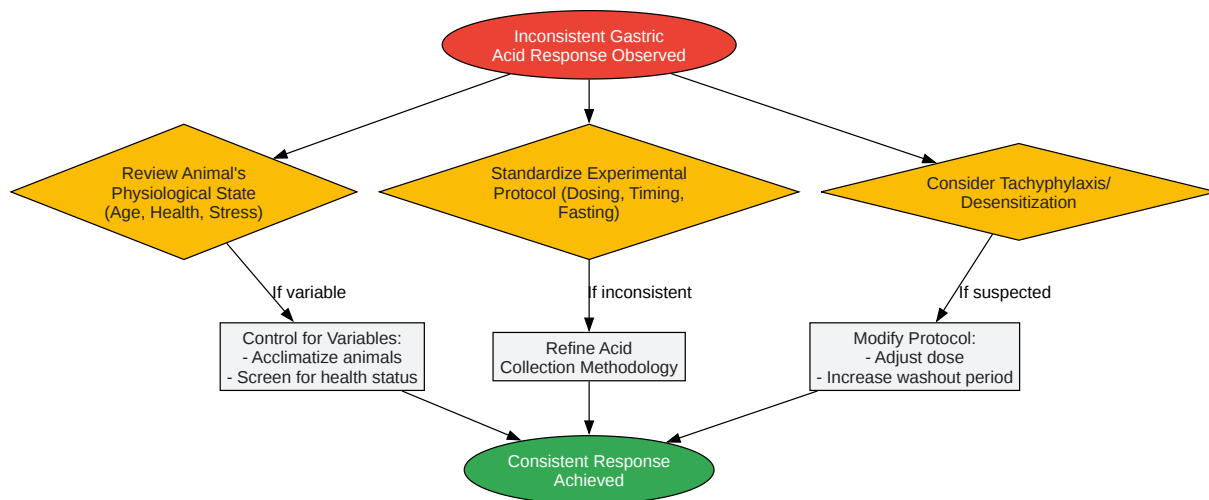 Inconsistent Gastric
Acid Response Observed
Review Animal's
Physiological State
(Age, Health, Stress)
Standardize Experimental
Protocol (Dosing, Timing,
Fasting)
Consider Tachyphylaxis/
Desensitization
If variable
If inconsistent
If suspected
Control for Variables:
- Acclimatize animals
- Screen for health status
Refine Acid
Collection Methodology
Modify Protocol:
- Adjust dose
- Increase washout period
Consistent Response
Achieved